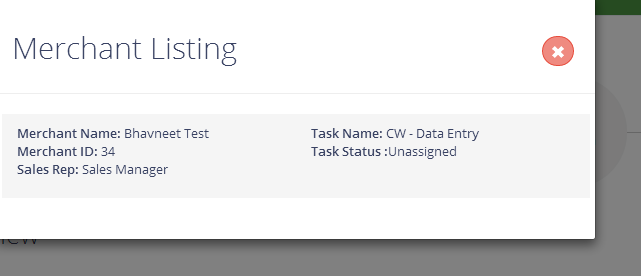 Merchant Listing
Merchant Name: Bhavneet Test
Merchant ID: 34
Sales Rep: Sales Manager
Task Name: CW - Data Entry
Task Status :Unassigned